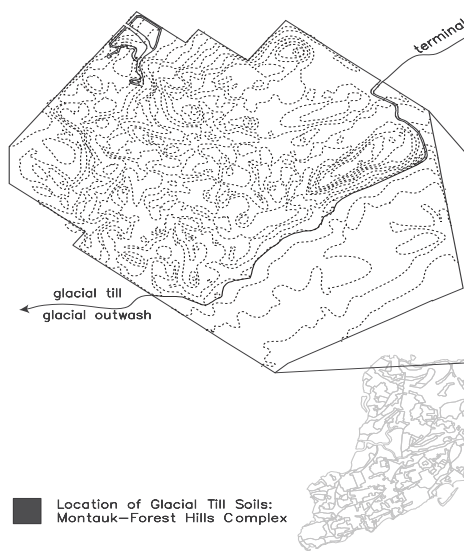 terminal
glacial till
glacial outwash
Location of Glacial Till Soils:
Montauk-Forest Hills Complex